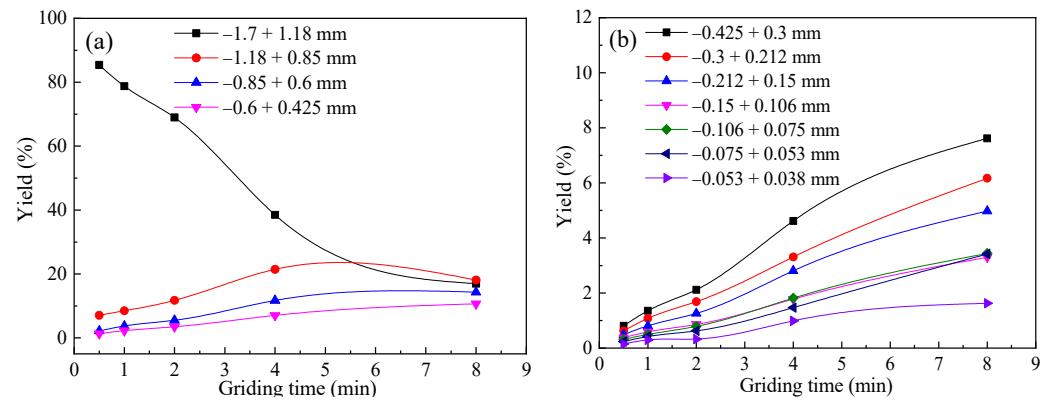 (a)
–1.7 + 1.18 mm
–1.18 + 0.85 mm
–0.85 + 0.6 mm
–0.6 + 0.425 mm
Yield (%)
100
80
60
40
20
0
0 1 2 3 4 5 6 7 8 9
Griding time (min)
(b)
–0.425 + 0.3 mm
–0.3 + 0.212 mm
–0.212 + 0.15 mm
–0.15 + 0.106 mm
–0.106 + 0.075 mm
–0.075 + 0.053 mm
–0.053 + 0.038 mm
Yield (%)
12
10
8
6
4
2
0
0 1 2 3 4 5 6 7 8 9
Griding time (min)